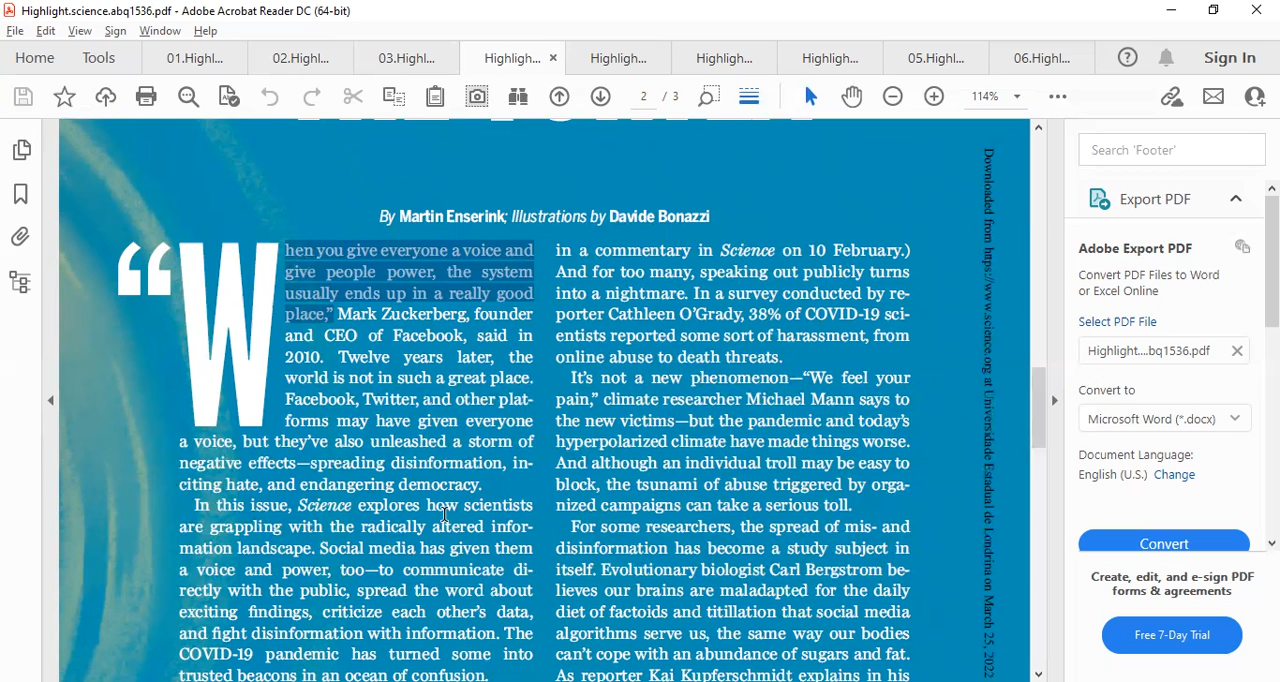 Highlight.science.abq1536.pdf - Adobe Acrobat Reader DC (64-bit)
File Edit View Sign Window Help
Home Tools 01.Highl... 02.Highl... 03.Highl... Highligh... × Highligh... Highligh... Highligh... 05.Highl... 06.Highl... Sign In
2 / 3 114%
Search 'Footer'
Export PDF
Adobe Export PDF
Convert PDF Files to Word
or Excel Online
Select PDF File
Highlight....bq1536.pdf
Convert to
Microsoft Word (*.docx)
Document Language:
English (U.S.) Change
Convert
Create, edit, and e-sign PDF
forms & agreements
Free 7-Day Trial
By Martin Enserink; Illustrations by Davide Bonazzi
“When you give everyone a voice and
give people power, the system
usually ends up in a really good
place,” Mark Zuckerberg, founder
and CEO of Facebook, said in
2010. Twelve years later, the
world is not in such a great place.
Facebook, Twitter, and other plat-
forms may have given everyone
a voice, but they’ve also unleashed a storm of
negative effects—spreading disinformation, in-
citing hate, and endangering democracy.
In this issue, Science explores how scientists
are grappling with the radically altered infor-
mation landscape. Social media has given them
a voice and power, too—to communicate di-
rectly with the public, spread the word about
exciting findings, criticize each other’s data,
and fight disinformation with information. The
COVID-19 pandemic has turned some into
trusted beacons in an ocean of confusion.
in a commentary in Science on 10 February.)
And for too many, speaking out publicly turns
into a nightmare. In a survey conducted by re-
porter Cathleen O’Grady, 38% of COVID-19 sci-
entists reported some sort of harassment, from
online abuse to death threats.
It’s not a new phenomenon—“We feel your
pain,” climate researcher Michael Mann says to
the new victims—but the pandemic and today’s
hyperpolarized climate have made things worse.
And although an individual troll may be easy to
block, the tsunami of abuse triggered by orga-
nized campaigns can take a serious toll.
For some researchers, the spread of mis- and
disinformation has become a study subject in
itself. Evolutionary biologist Carl Bergstrom be-
lieves our brains are maladapted for the daily
diet of factoids and titillation that social media
algorithms serve us, the same way our bodies
can’t cope with an abundance of sugars and fat.
As reporter Kai Kupferschmidt explains in his
Downloaded from https://www.science.org at Universidade Estadual de Londrina on March 25, 2022